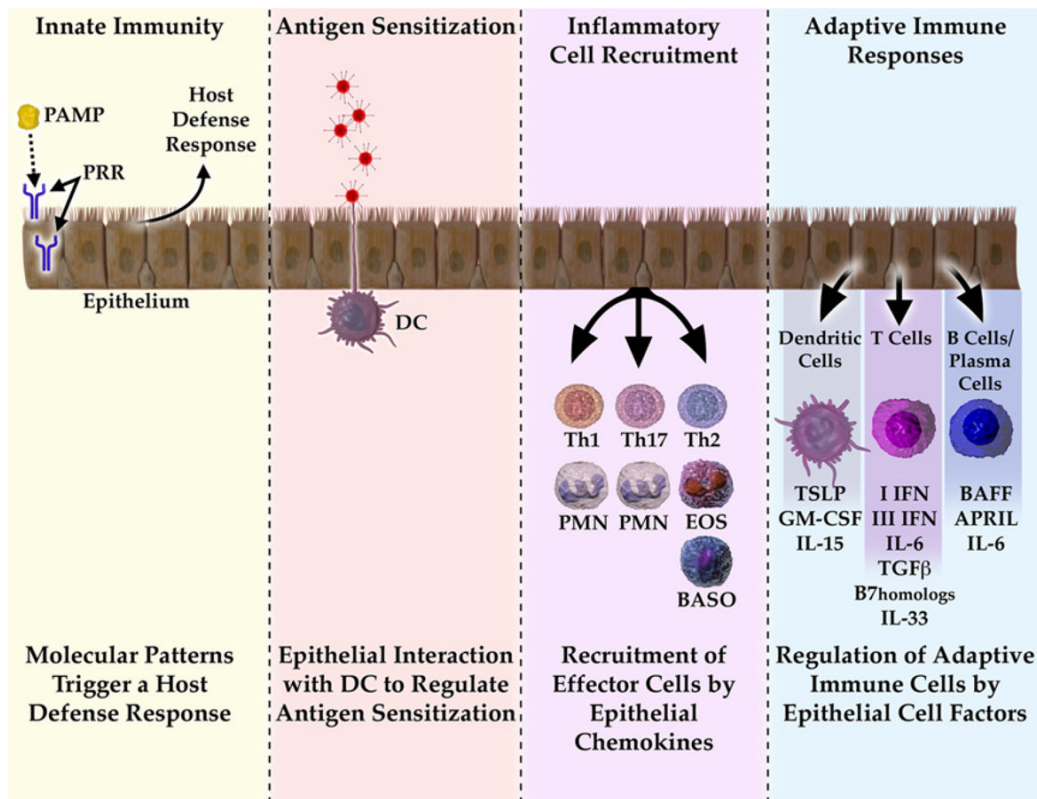 Innate Immunity
PAMP
Host
Defense
Response
PRR
Epithelium
Molecular Patterns
Trigger a Host
Defense Response
Antigen Sensitization
DC
Epithelial Interaction
with DC to Regulate
Antigen Sensitization
Inflammatory
Cell Recruitment
Th1 Th17 Th2
PMN PMN EOS
BASO
Recruitment of
Effector Cells by
Epithelial
Chemokines
Adaptive Immune
Responses
Dendritic
Cells
T Cells
B Cells/
Plasma
Cells
TSLP
GM-CSF
IL-15
I IFN
III IFN
IL-6
TGFβ
B7homologs
IL-33
BAFF
APRIL
IL-6
Regulation of Adaptive
Immune Cells by
Epithelial Cell Factors